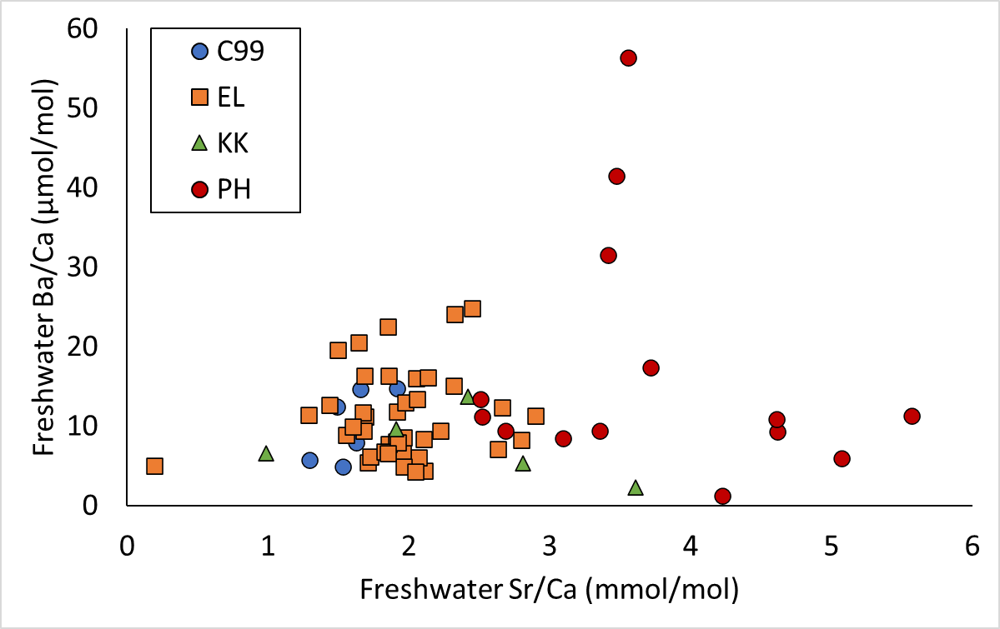 60
50
40
30
20
10
0
Freshwater Ba/Ca (µmol/mol)
C99
EL
KK
PH
0 1 2 3 4 5 6
Freshwater Sr/Ca (mmol/mol)